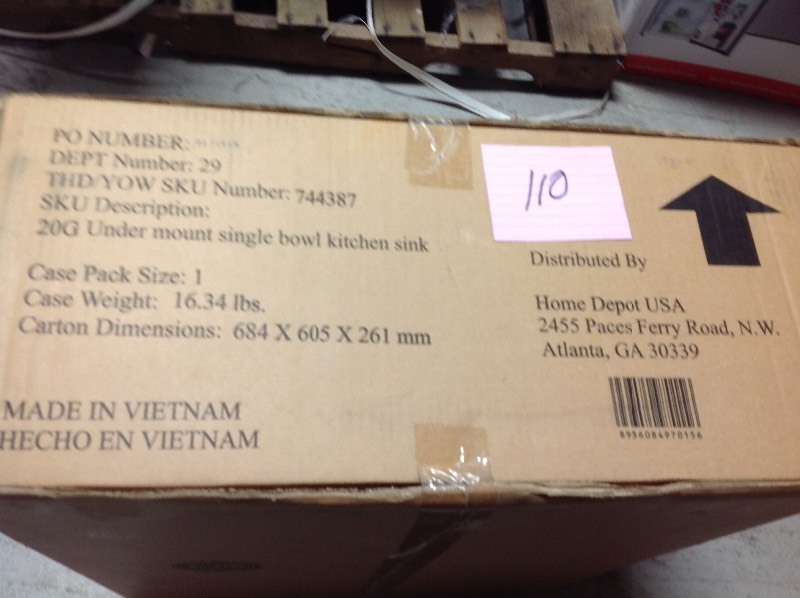 PO NUMBER:
DEPT Number: 29
THD/YOW SKU Number: 744387
SKU Description:
20G Under mount single bowl kitchen sink
Case Pack Size: 1
Case Weight: 16.34 lbs.
Carton Dimensions: 684 X 605 X 261 mm
MADE IN VIETNAM
HECHO EN VIETNAM
110
Distributed By
Home Depot USA
2455 Paces Ferry Road, N.W.
Atlanta, GA 30339
8956084970156